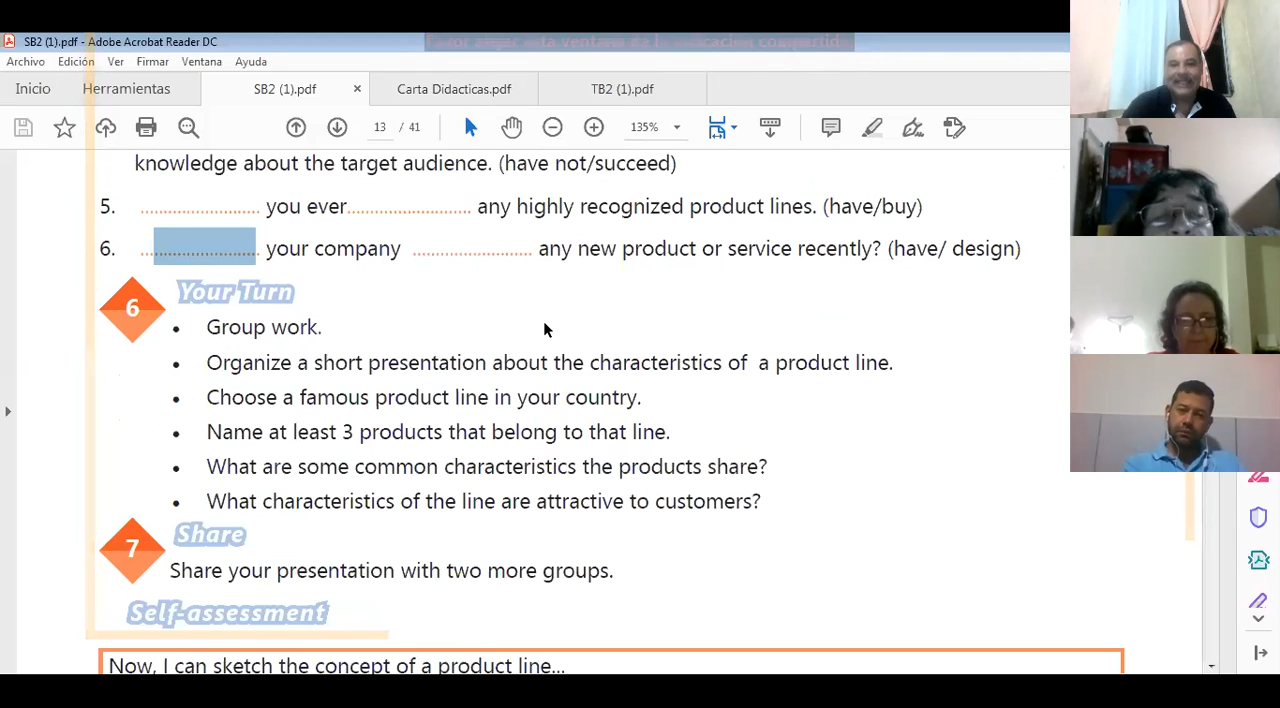 SB2 (1).pdf - Adobe Acrobat Reader DC
Favor dejar esta ventana de la
Archivo Edición Ver Firmar Ventana Ayuda
Inicio Herramientas SB2 (1).pdf × Carta Didacticas.pdf TB2 (1).pdf
13 / 41 135%
knowledge about the target audience. (have not/succeed)
5. ........................ you ever........................ any highly recognized product lines. (have/buy)
6. ........................ your company ........................ any new product or service recently? (have/ design)
6 Your Turn
• Group work.
• Organize a short presentation about the characteristics of a product line.
• Choose a famous product line in your country.
• Name at least 3 products that belong to that line.
• What are some common characteristics the products share?
• What characteristics of the line are attractive to customers?
7 Share
Share your presentation with two more groups.
Self-assessment
Now, I can sketch the concept of a product line...